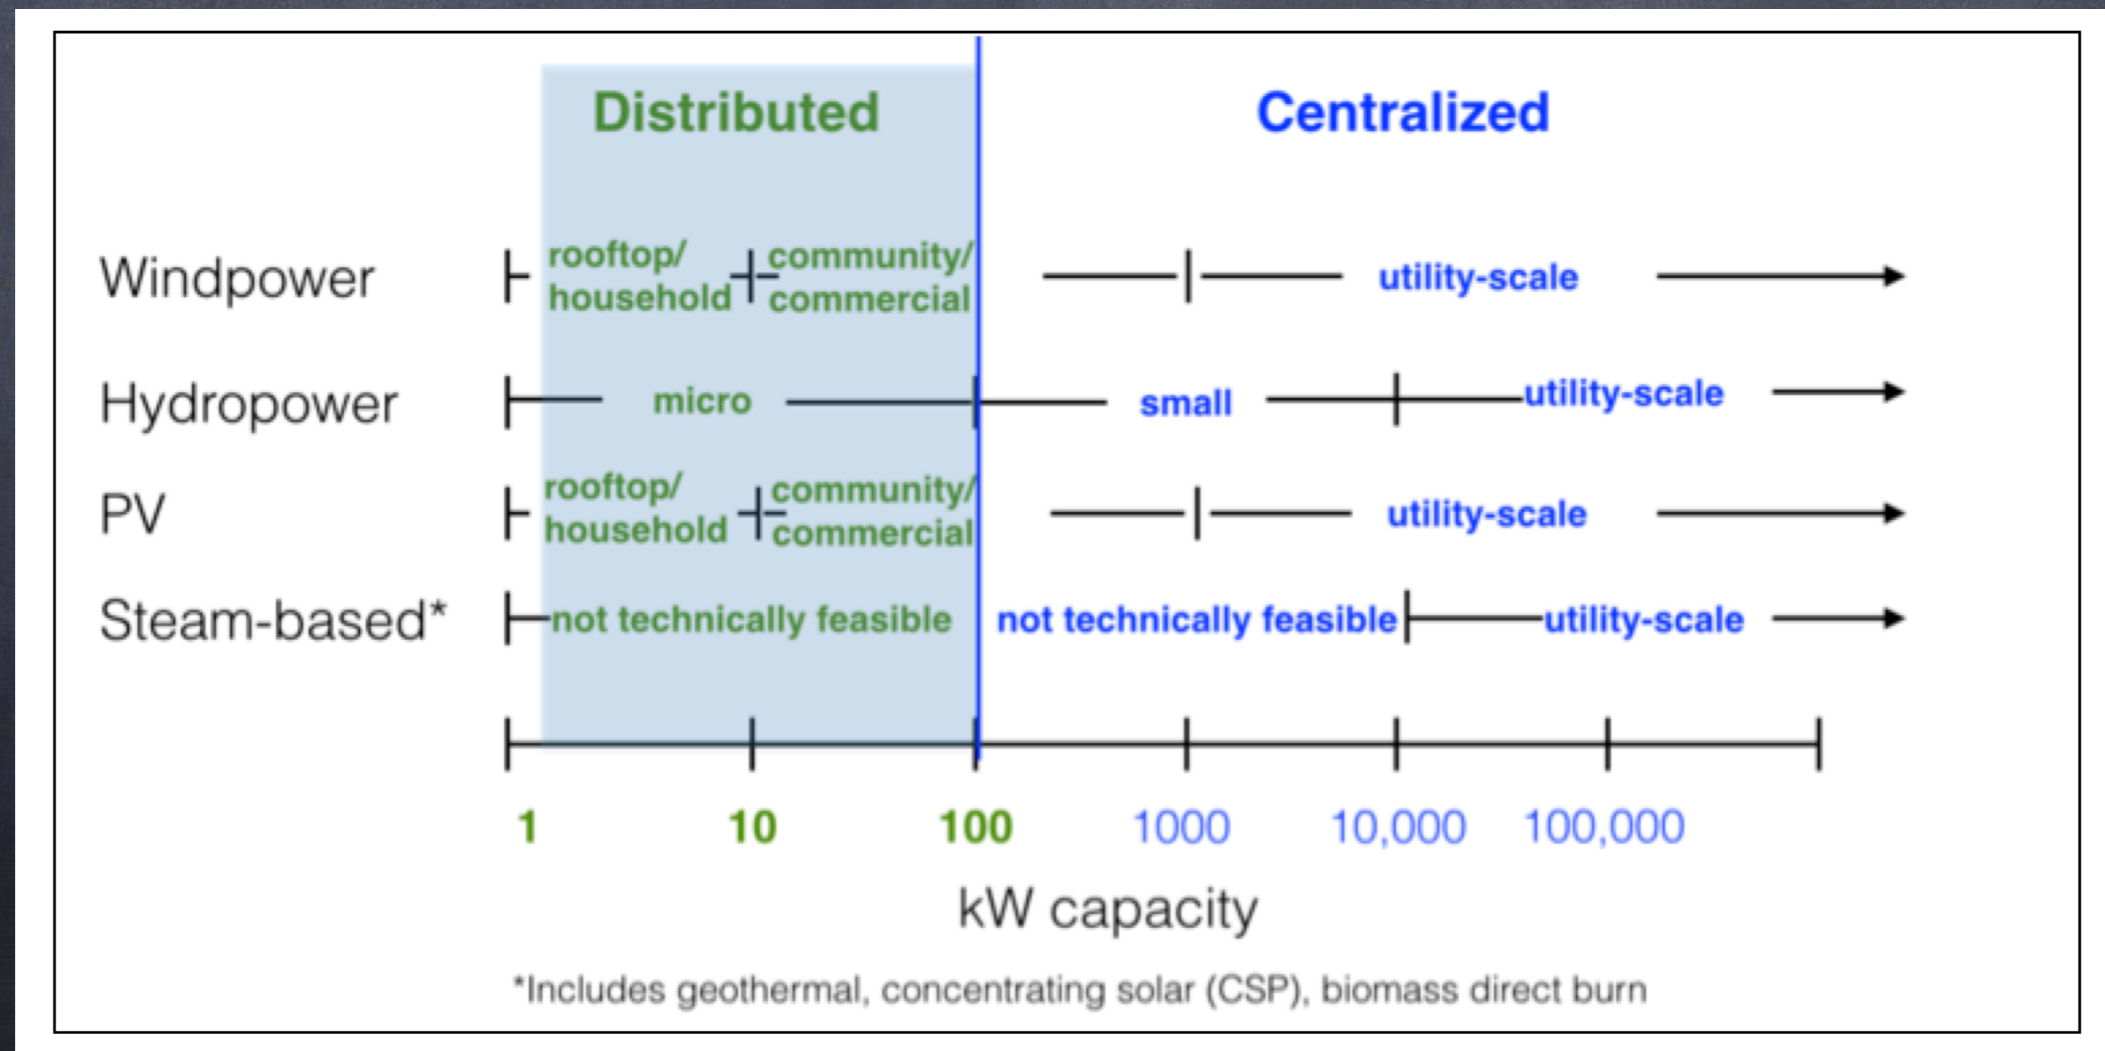 Distributed Centralized
Windpower rooftop/ household community/ commercial utility-scale
Hydropower micro small utility-scale
PV rooftop/ household community/ commercial utility-scale
Steam-based* not technically feasible not technically feasible utility-scale
1 10 100 1000 10,000 100,000
kW capacity
*Includes geothermal, concentrating solar (CSP), biomass direct burn